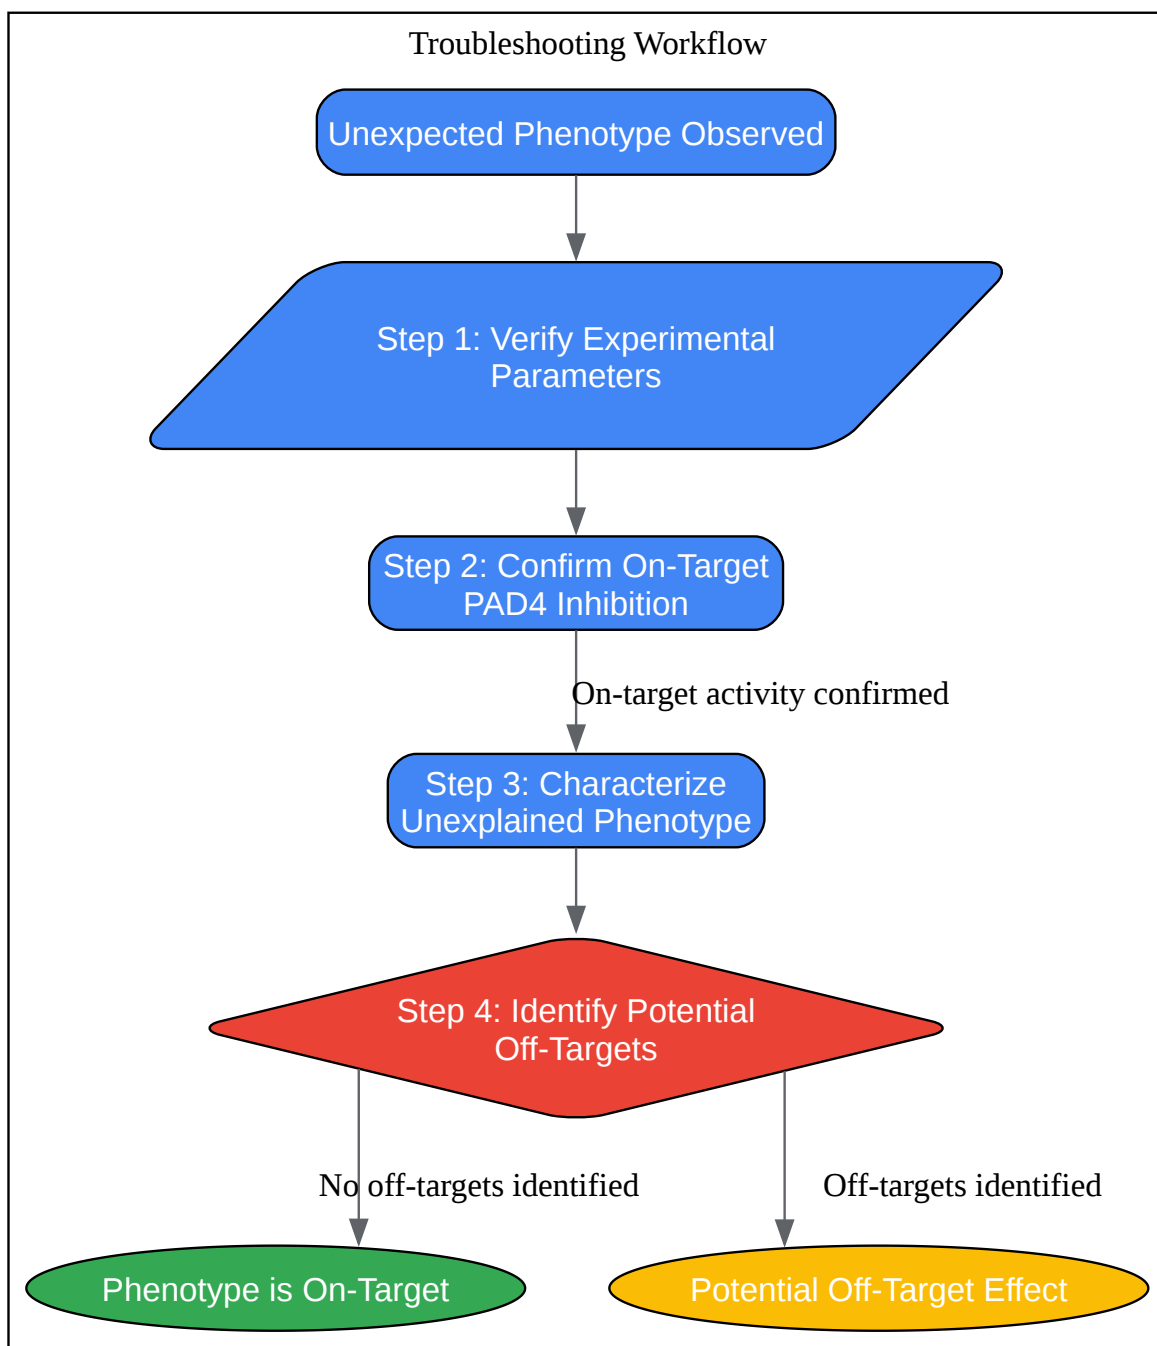 Troubleshooting Workflow
Unexpected Phenotype Observed
Step 1: Verify Experimental
Parameters
Step 2: Confirm On-Target
PAD4 Inhibition
On-target activity confirmed
Step 3: Characterize
Unexplained Phenotype
Step 4: Identify Potential
Off-Targets
No off-targets identified
Off-targets identified
Phenotype is On-Target
Potential Off-Target Effect